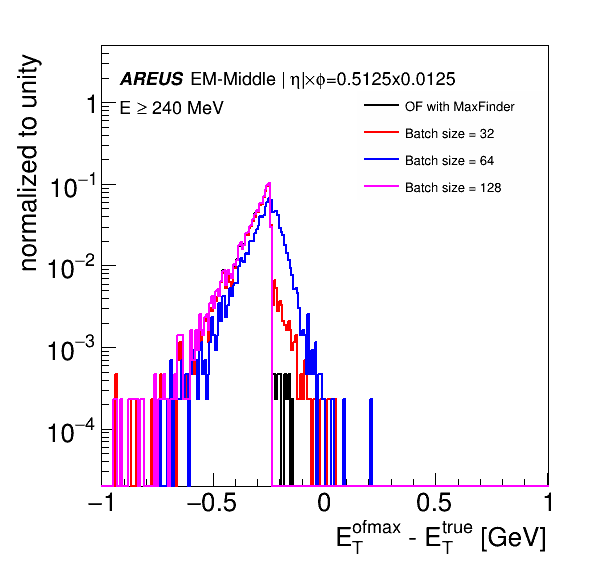 AREUS EM-Middle | η|×ϕ=0.5125x0.0125
E ≥ 240 MeV
OF with MaxFinder
Batch size = 32
Batch size = 64
Batch size = 128
normalized to unity
1
10⁻¹
10⁻²
10⁻³
10⁻⁴
−1 −0.5 0 0.5 1
E_T^ofmax - E_T^true [GeV]